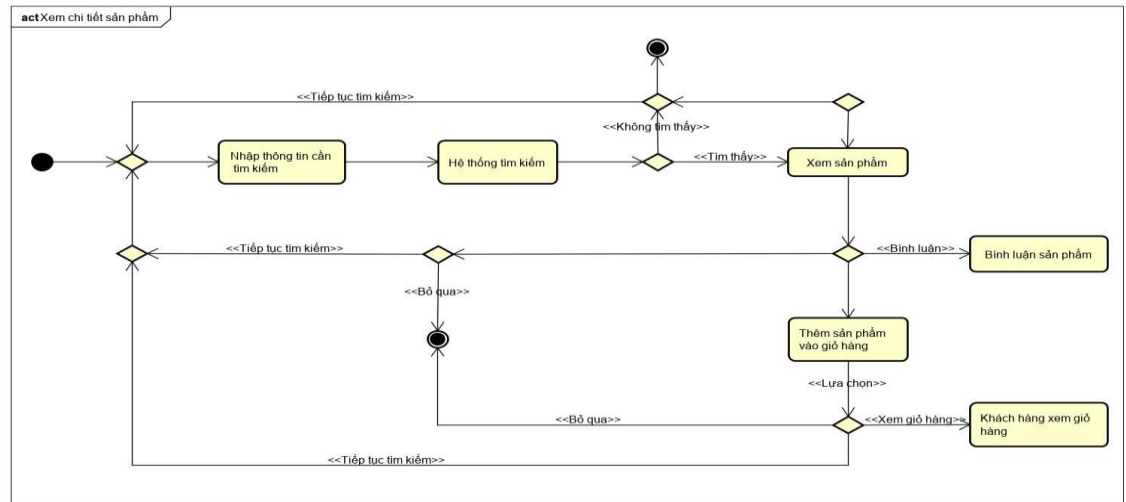 act Xem chi tiết sản phẩm
<<Tiếp tục tìm kiếm>>
<<Không tìm thấy>>
Nhập thông tin cần
tìm kiếm
Hệ thống tìm kiếm
<<Tìm thấy>>
Xem sản phẩm
<<Tiếp tục tìm kiếm>>
<<Bình luận>>
Bình luận sản phẩm
<<Bỏ qua>>
Thêm sản phẩm
vào giỏ hàng
<<Lựa chọn>>
<<Bỏ qua>>
<<Xem giỏ hàng>>
Khách hàng xem giỏ
hàng
<<Tiếp tục tìm kiếm>>